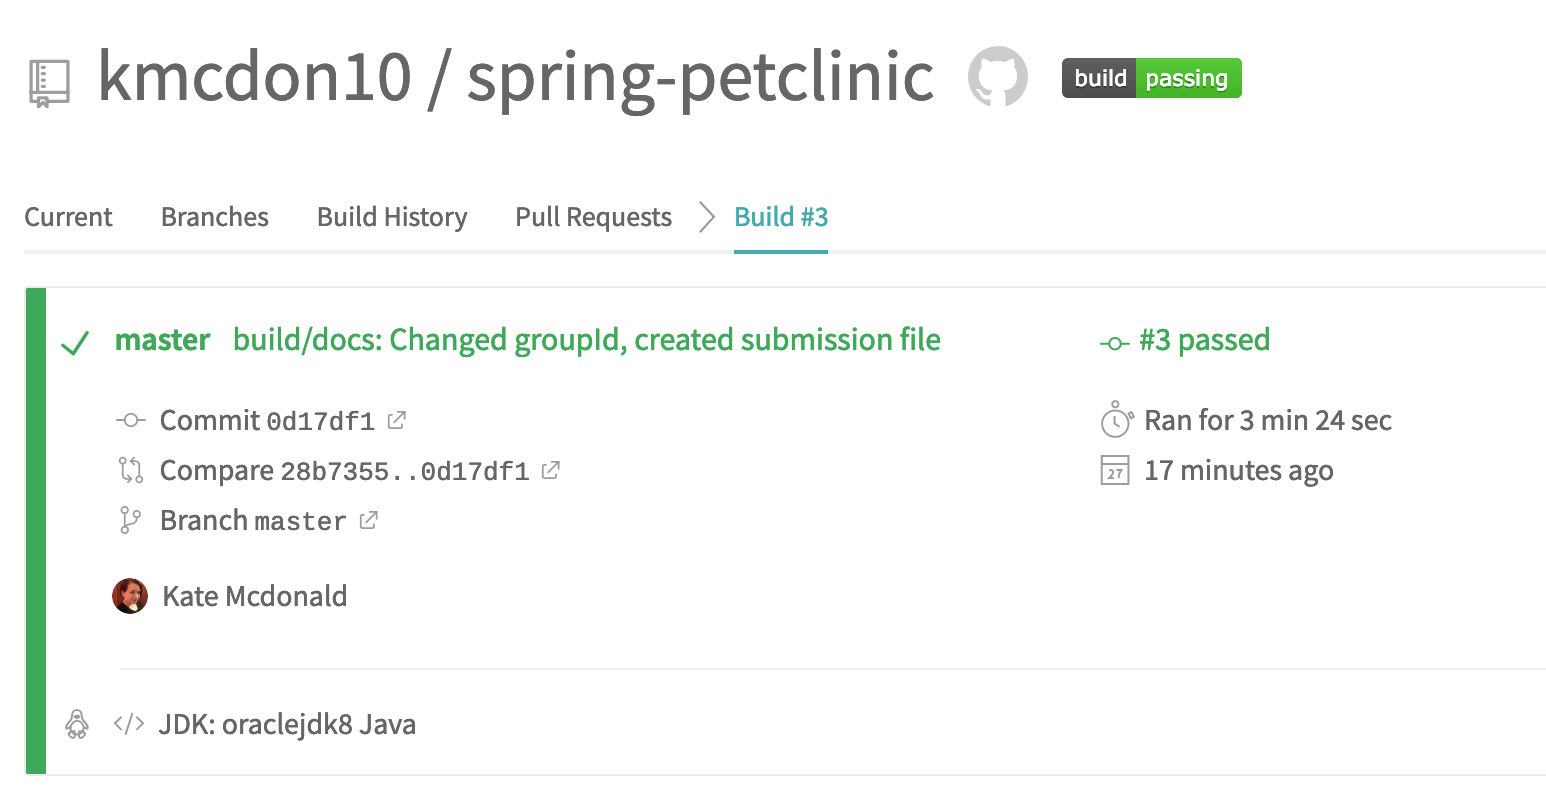 kmcdon10 / spring-petclinic build passing
Current Branches Build History Pull Requests Build #3
master build/docs: Changed groupId, created submission file #3 passed
Commit 0d17df1 Ran for 3 min 24 sec
Compare 28b7355..0d17df1 27 17 minutes ago
Branch master
Kate Mcdonald
</> JDK: oraclejdk8 Java